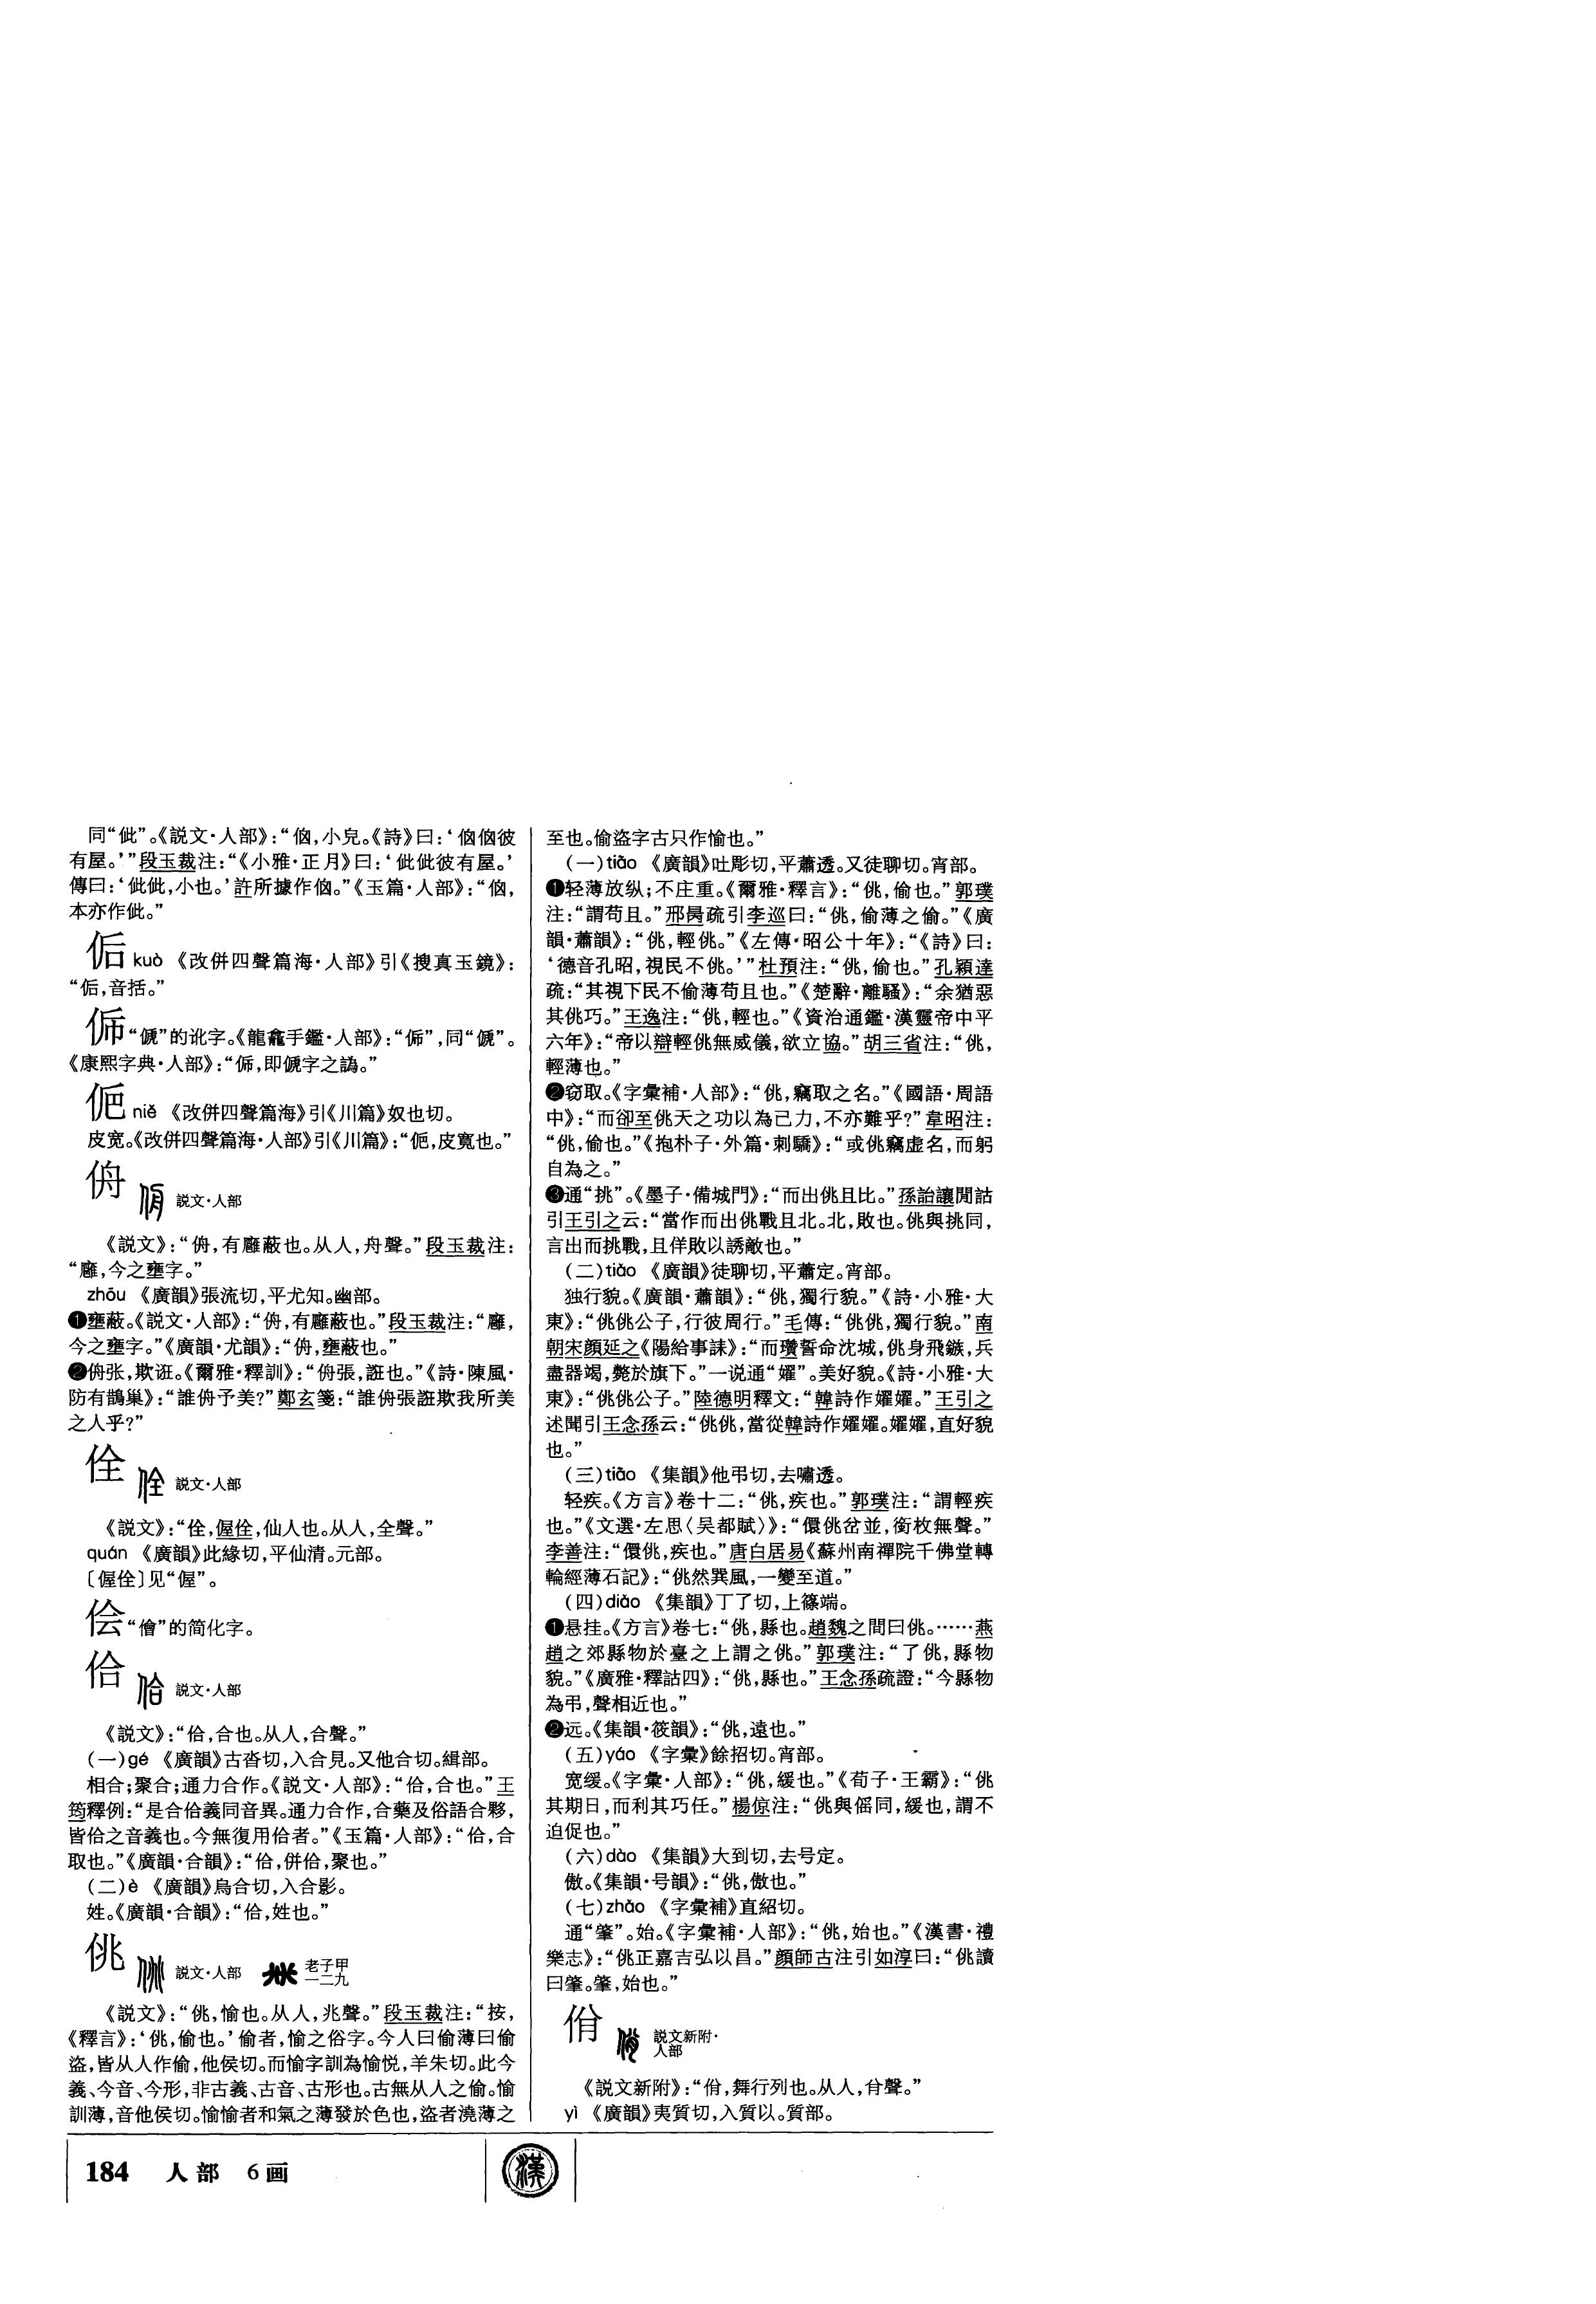 同“佌”。《説文·人部》：“㑋，小皃。《詩》曰：‘㑋㑋彼
有屋。’”段玉裁注：“《小雅·正月》曰：‘佌佌彼有屋。’
傳曰：‘佌佌，小也。’許所據作㑋。”《玉篇·人部》：“㑋，
本亦作佌。”
㐻 kuò 《改併四聲篇海·人部》引《搜真玉鏡》：
音括。”
“傂”的讹字。《龍龕手鑑·人部》：同“傂”。
《康熙字典·人部》：即傂字之譌。”
niě 《改併四聲篇海》引《川篇》奴也切。
皮宽。《改併四聲篇海·人部》引《川篇》：皮寬也。”
侜 説文·人部
《説文》：“侜，有廱蔽也。从人，舟聲。”段玉裁注：
“廱，今之壅字。”
zhōu 《廣韻》張流切，平尤知。幽部。
❶壅蔽。《説文·人部》：“侜，有廱蔽也。”段玉裁注：“廱，
今之壅字。”《廣韻·尤韻》：“侜，壅蔽也。”
❷侜张，欺诳。《爾雅·釋訓》：“侜張，誑也。”《詩·陳風·
防有鵲巢》：“誰侜予美？”鄭玄箋：“誰侜張誑欺我所美
之人乎？”
佺 説文·人部
《説文》：“佺，偓佺，仙人也。从人，全聲。”
quán 《廣韻》此緣切，平仙清。元部。
〔偓佺〕见“偓”。
侩 “儈”的简化字。
佮 説文·人部
《説文》：“佮，合也。从人，合聲。”
(一)gé 《廣韻》古沓切，入合見。又他合切。緝部。
相合；聚合；通力合作。《説文·人部》：“佮，合也。”王
筠釋例：“是合佮義同音異。通力合作，合藥及俗語合夥，
皆佮之音義也。今無復用佮者。”《玉篇·人部》：“佮，合
取也。”《廣韻·合韻》：“佮，併佮，聚也。”
(二)è 《廣韻》烏合切，入合影。
姓。《廣韻·合韻》：“佮，姓也。”
佻 説文·人部 老子甲一二九
《説文》：“佻，愉也。从人，兆聲。”段玉裁注：“按，
《釋言》：‘佻，偷也。’偷者，愉之俗字。今人曰偷薄曰偷
盗，皆从人作偷，他侯切。而愉字訓為愉悦，羊朱切。此今
義、今音、今形，非古義、古音、古形也。古無从人之偷。愉
訓薄，音他侯切。愉愉者和氣之薄發於色也，盗者澆薄之
至也。偷盗字古只作愉也。”
(一)tiāo 《廣韻》吐彫切，平蕭透。又徒聊切。宵部。
❶轻薄放纵；不庄重。《爾雅·釋言》：“佻，偷也。”郭璞
注：“謂苟且。”邢昺疏引李巡曰：“佻，偷薄之偷。”《廣
韻·蕭韻》：“佻，輕佻。”《左傳·昭公十年》：“《詩》曰：
‘德音孔昭，視民不佻。’”杜預注：“佻，偷也。”孔穎達
疏：“其視下民不偷薄苟且也。”《楚辭·離騷》：“余猶惡
其佻巧。”王逸注：“佻，輕也。”《資治通鑑·漢靈帝中平
六年》：“帝以辯輕佻無威儀，欲立協。”胡三省注：“佻，
輕薄也。”
❷窃取。《字彙補·人部》：“佻，竊取之名。”《國語·周語
中》：“而郤至佻天之功以為己力，不亦難乎？”韋昭注：
“佻，偷也。”《抱朴子·外篇·刺驕》：“或佻竊虚名，而躬
自為之。”
❸通“挑”。《墨子·備城門》：“而出佻且比。”孫詒讓閒詁
引王引之云：“當作而出佻戰且北。北，敗也。佻與挑同，
言出而挑戰，且佯敗以誘敵也。”
(二)tiáo 《廣韻》徒聊切，平蕭定。宵部。
独行貌。《廣韻·蕭韻》：“佻，獨行貌。”《詩·小雅·大
東》：“佻佻公子，行彼周行。”毛傳：“佻佻，獨行貌。”南
朝宋顔延之《陽給事誄》：“而瓚誓命沈城，佻身飛鏃，兵
盡器竭，斃於旗下。”一说通“嬥”。美好貌。《詩·小雅·大
東》：“佻佻公子。”陸德明釋文：“韓詩作嬥嬥。”王引之
述聞引王念孫云：“佻佻，當從韓詩作嬥嬥。嬥嬥，直好貌
也。”
(三)tiào 《集韻》他弔切，去嘯透。
轻疾。《方言》卷十二：“佻，疾也。”郭璞注：“謂輕疾
也。”《文選·左思〈吴都賦〉》：“儇佻坌並，銜枚無聲。”
李善注：“儇佻，疾也。”唐白居易《蘇州南禪院千佛堂轉
輪經薄石記》：“佻然巽風，一變至道。”
(四)diǎo 《集韻》丁了切，上篠端。
❶悬挂。《方言》卷七：“佻，縣也。趙魏之間曰佻。……燕
趙之郊縣物於臺之上謂之佻。”郭璞注：“了佻，縣物
貌。”《廣雅·釋詁四》：“佻，縣也。”王念孫疏證：“今縣物
為弔，聲相近也。”
❷远。《集韻·筱韻》：“佻，遠也。”
(五)yáo 《字彙》餘招切。宵部。
宽缓。《字彙·人部》：“佻，緩也。”《荀子·王霸》：“佻
其期日，而利其巧任。”楊倞注：“佻與傜同，緩也，謂不
迫促也。”
(六)dào 《集韻》大到切，去号定。
傲。《集韻·号韻》：“佻，傲也。”
(七)zhào 《字彙補》直紹切。
通“肇”。始。《字彙補·人部》：“佻，始也。”《漢書·禮
樂志》：“佻正嘉吉弘以昌。”顔師古注引如淳曰：“佻讀
曰肇。肇，始也。”
佾 説文新附·人部
《説文新附》：“佾，舞行列也。从人，㕣聲。”
yì 《廣韻》夷質切，入質以。質部。
184 人部 6画
漢